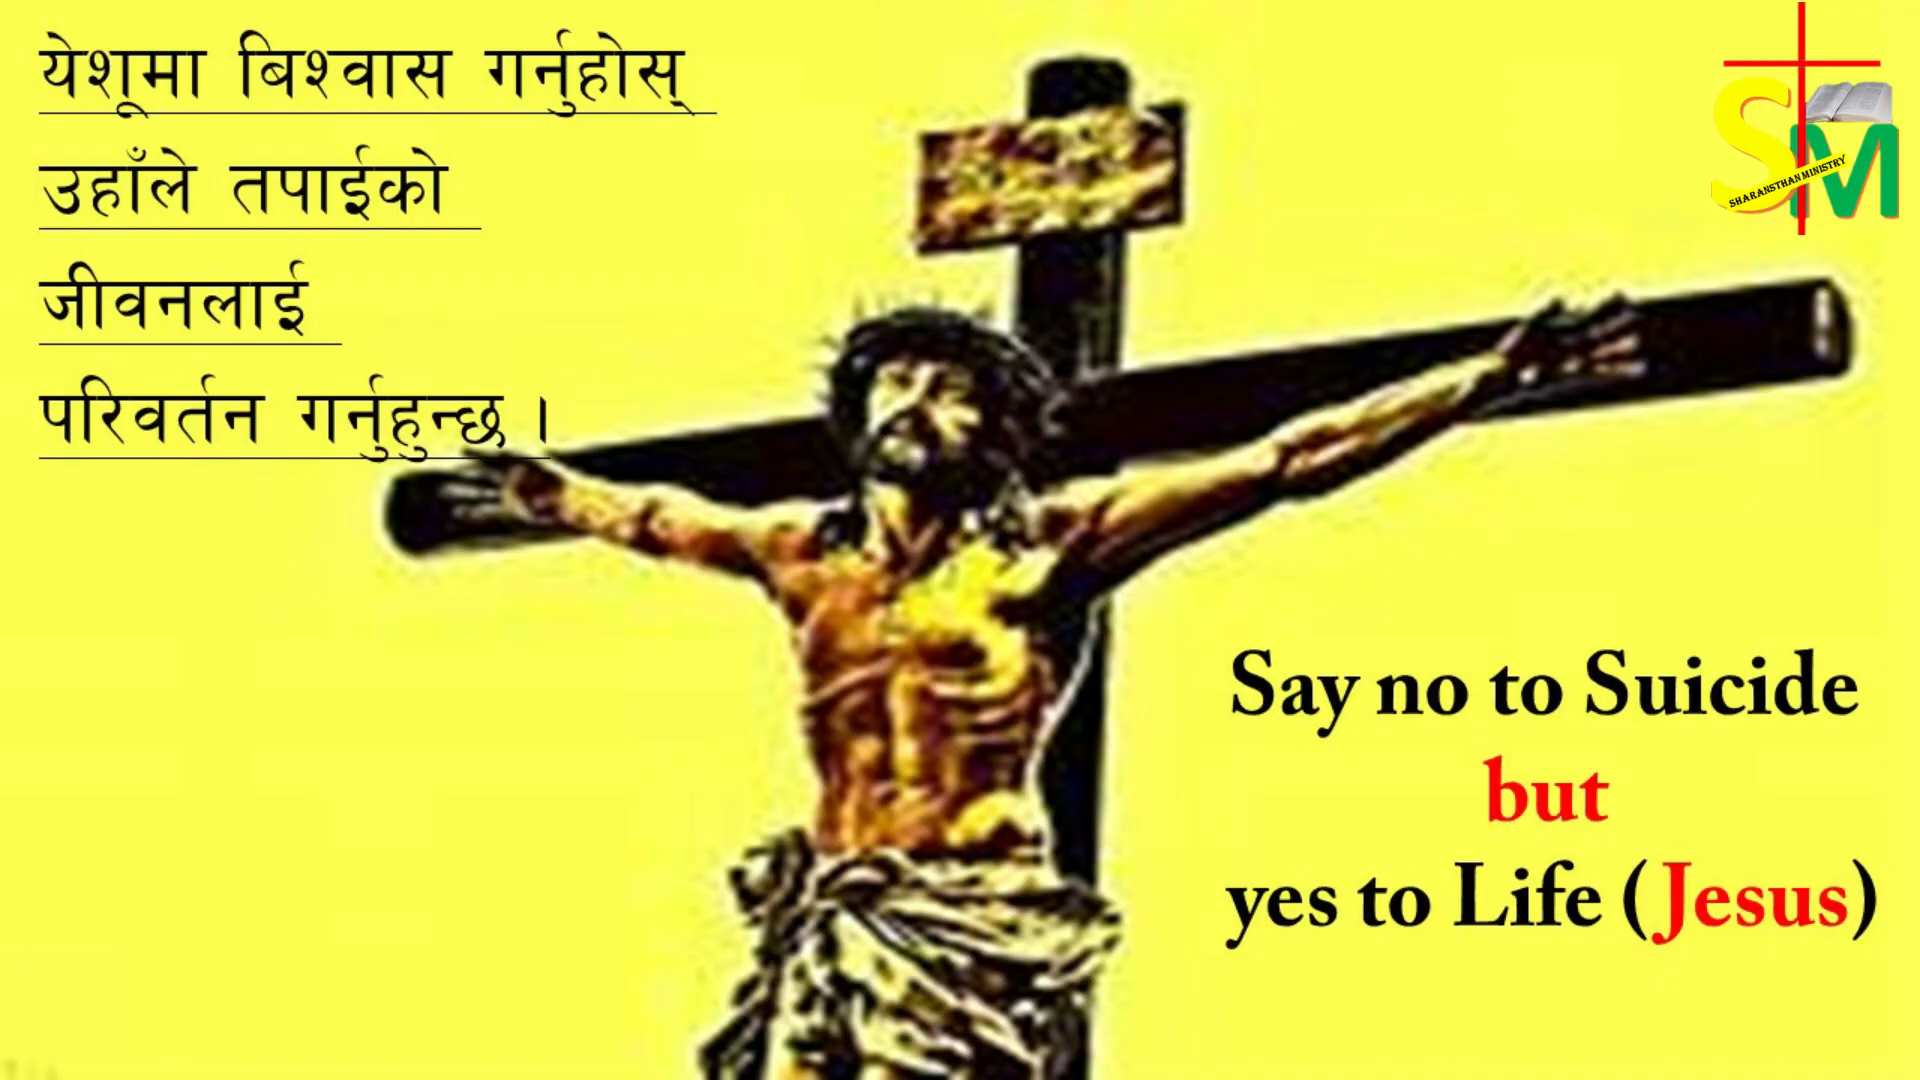 येशूमा बिश्वास गर्नुहोस्
उहाँले तपाईको
जीवनलाई
परिवर्तन गर्नुहुन्छ ।
SM
SHARANSTHAN MINISTRY
Say no to Suicide
but
yes to Life (Jesus)